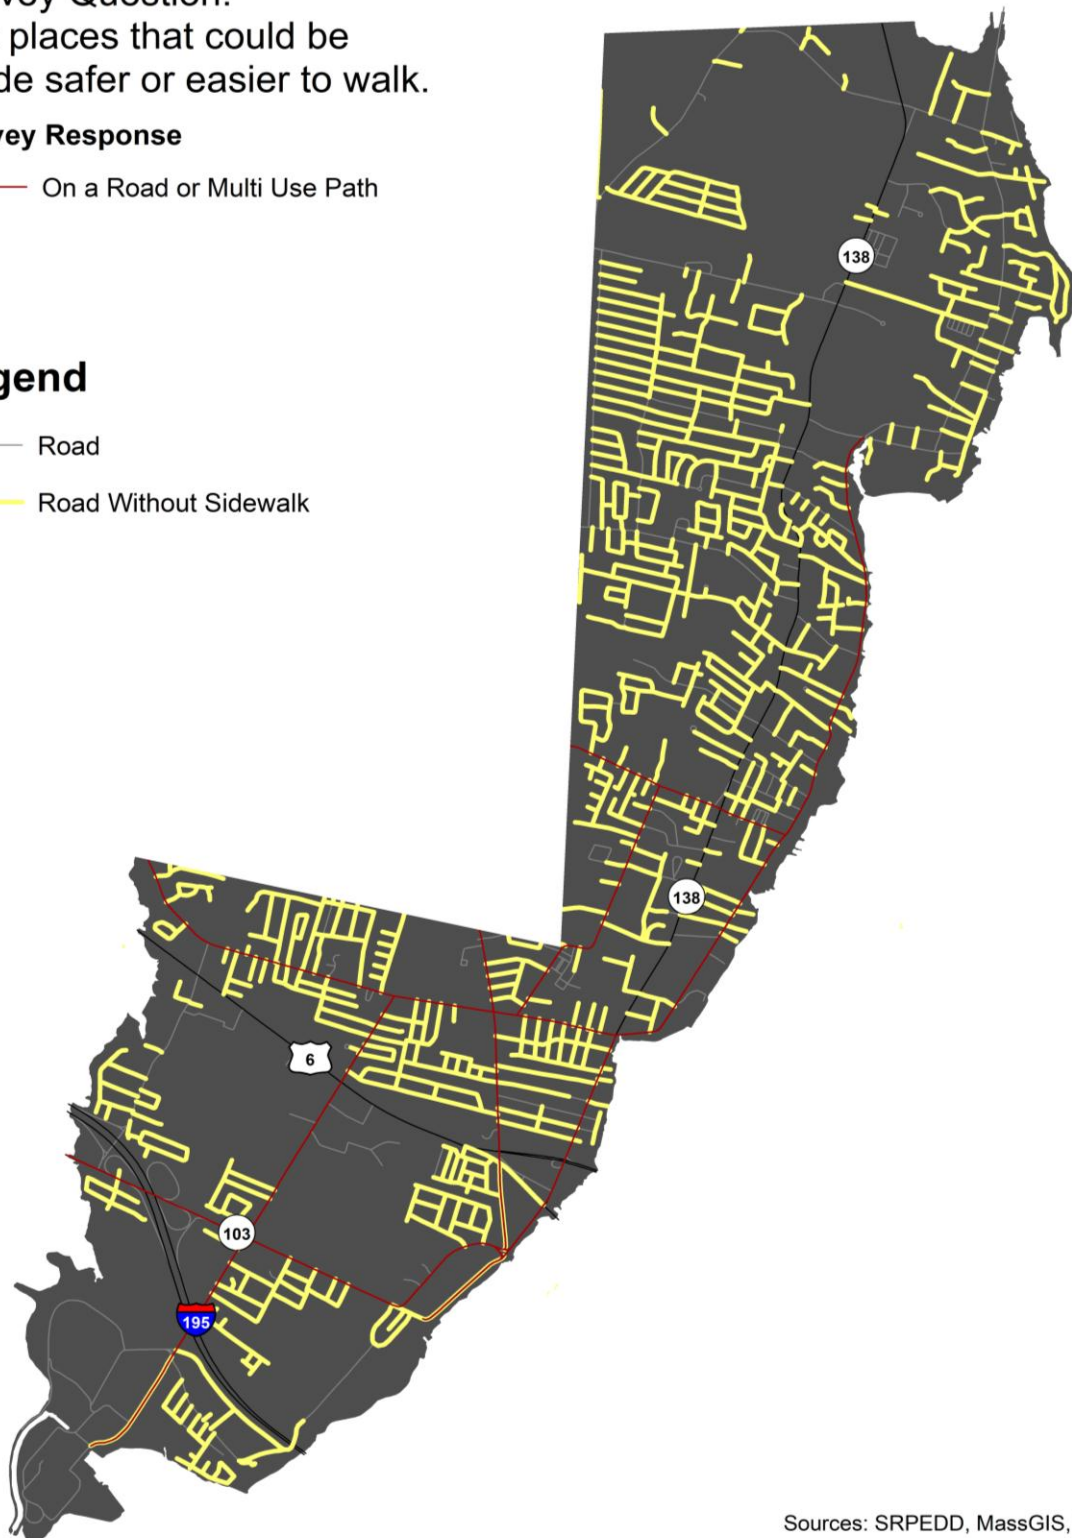 places that could be
de safer or easier to walk.
vey Response
On a Road or Multi Use Path
gend
Road
Road Without Sidewalk
138
138
6
103
195
Sources: SRPEDD, MassGIS,